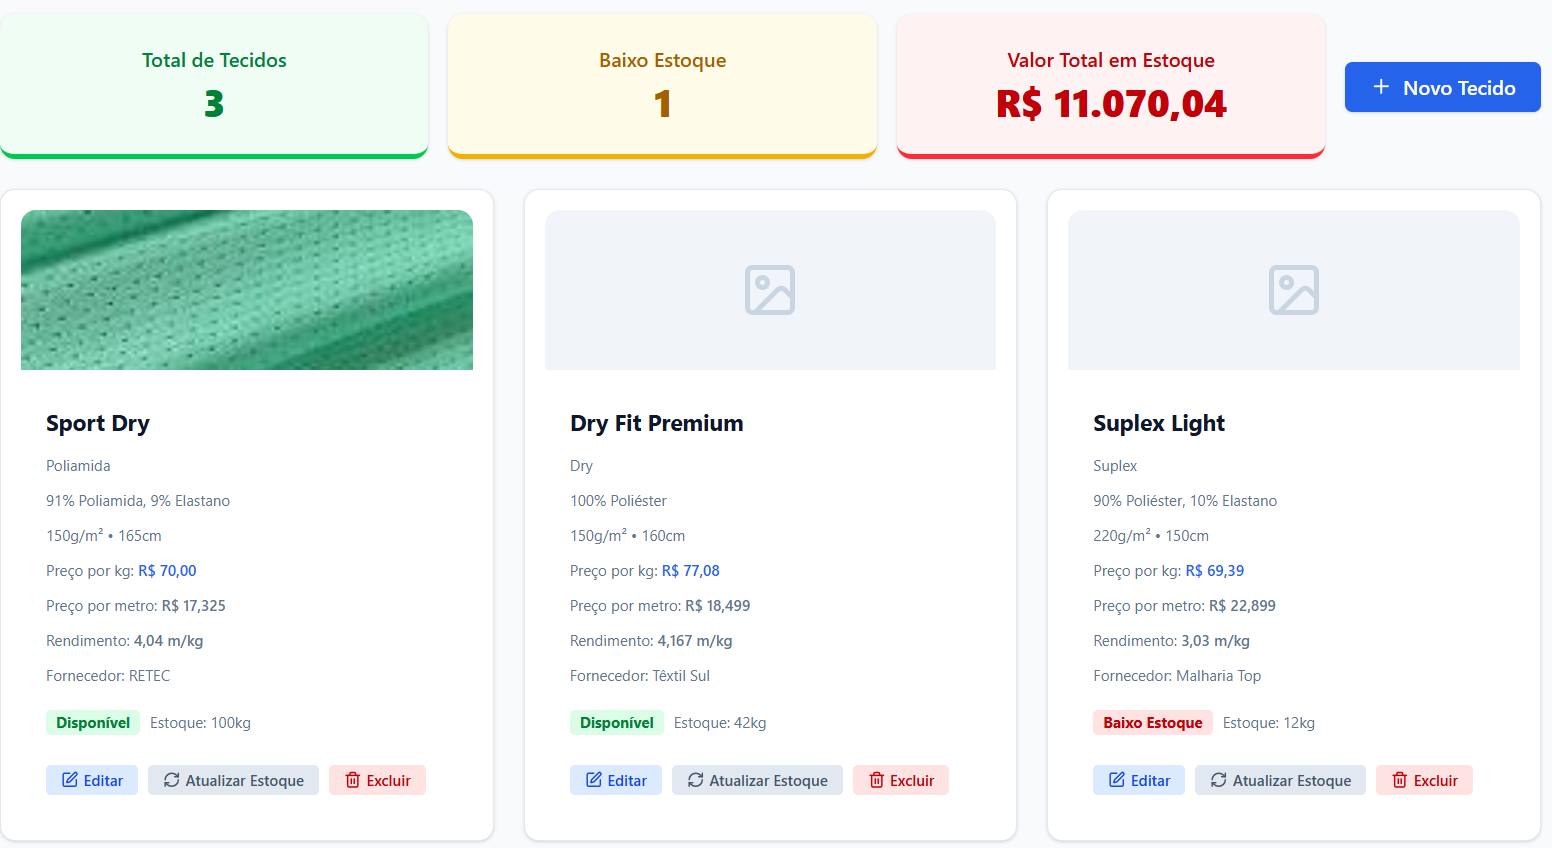 Total de Tecidos
3
Baixo Estoque
1
Valor Total em Estoque
R$ 11.070,04
Novo Tecido
Sport Dry
Poliamida
91% Poliamida, 9% Elastano
150g/m² • 165cm
Preço por kg: R$ 70,00
Preço por metro: R$ 17,325
Rendimento: 4,04 m/kg
Fornecedor: RETEC
Disponível Estoque: 100kg
Editar Atualizar Estoque Excluir
Dry Fit Premium
Dry
100% Poliéster
150g/m² • 160cm
Preço por kg: R$ 77,08
Preço por metro: R$ 18,499
Rendimento: 4,167 m/kg
Fornecedor: Têxtil Sul
Disponível Estoque: 42kg
Editar Atualizar Estoque Excluir
Suplex Light
Suplex
90% Poliéster, 10% Elastano
220g/m² • 150cm
Preço por kg: R$ 69,39
Preço por metro: R$ 22,899
Rendimento: 3,03 m/kg
Fornecedor: Malharia Top
Baixo Estoque Estoque: 12kg
Editar Atualizar Estoque Excluir